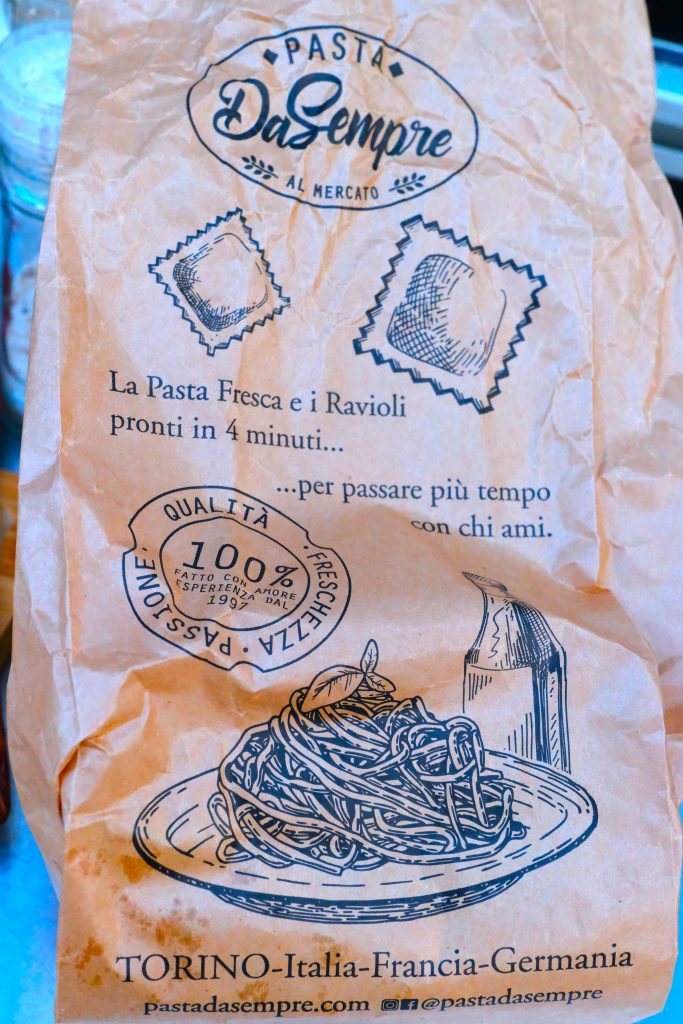 PASTA
DaSempre
AL MERCATO
La Pasta Fresca e i Ravioli
pronti in 4 minuti...
...per passare più tempo
con chi ami.
QUALITÀ · FRESCHEZZA · PASSIONE ·
100%
FATTO CON AMORE
ESPERIENZA DAL
1997
TORINO-Italia-Francia-Germania
pastadasempre.com @pastadasempre